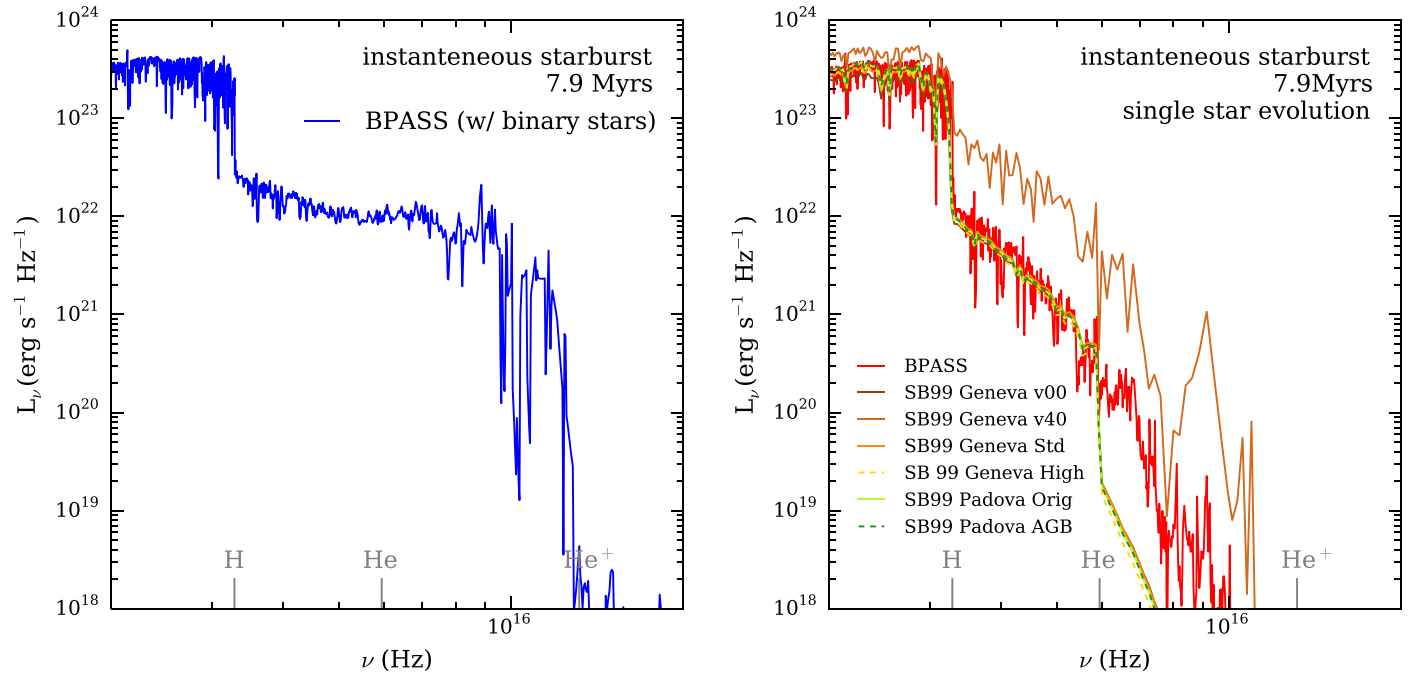 instanteneous starburst
7.9 Myrs
BPASS (w/ binary stars)
10^24
10^23
10^22
10^21
10^20
10^19
10^18
L_ν(erg s^−1 Hz^−1)
H
He
He^+
10^16
ν (Hz)
instanteneous starburst
7.9Myrs
single star evolution
10^24
10^23
10^22
10^21
10^20
10^19
10^18
L_ν(erg s^−1 Hz^−1)
BPASS
SB99 Geneva v00
SB99 Geneva v40
SB99 Geneva Std
SB 99 Geneva High
SB99 Padova Orig
SB99 Padova AGB
H
He
He^+
10^16
ν (Hz)